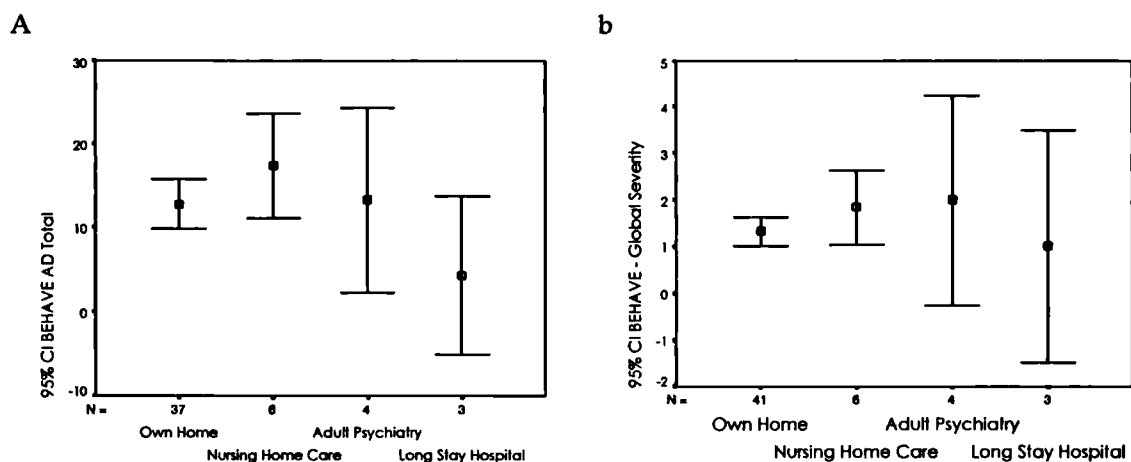 A
95% CI BEHAVE AD Total
30
20
10
0
-10
N = 37 6 4 3
Own Home Adult Psychiatry
Nursing Home Care Long Stay Hospital
b
95% CI BEHAVE - Global Severity
5
4
3
2
1
0
-1
-2
N = 41 6 4 3
Own Home Adult Psychiatry
Nursing Home Care Long Stay Hospital